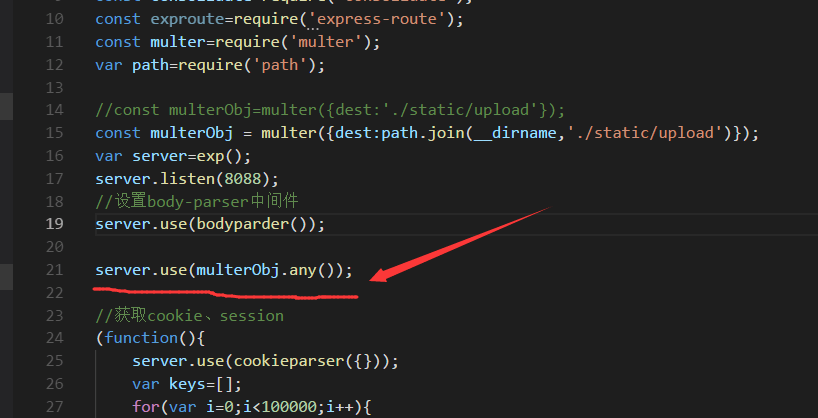 10 const exproute=require('express-route');
11 const multer=require('multer');
12 var path=require('path');
13
14 //const multerObj=multer({dest:'./static/upload'});
15 const multerObj = multer({dest:path.join(__dirname,'./static/upload')});
16 var server=exp();
17 server.listen(8088);
18 //设置body-parser中间件
19 server.use(bodyparder());
20
21 server.use(multerObj.any());
22
23 //获取cookie、session
24 (function(){
25 server.use(cookieparser({}));
26 var keys=[];
27 for(var i=0;i<100000;i++){